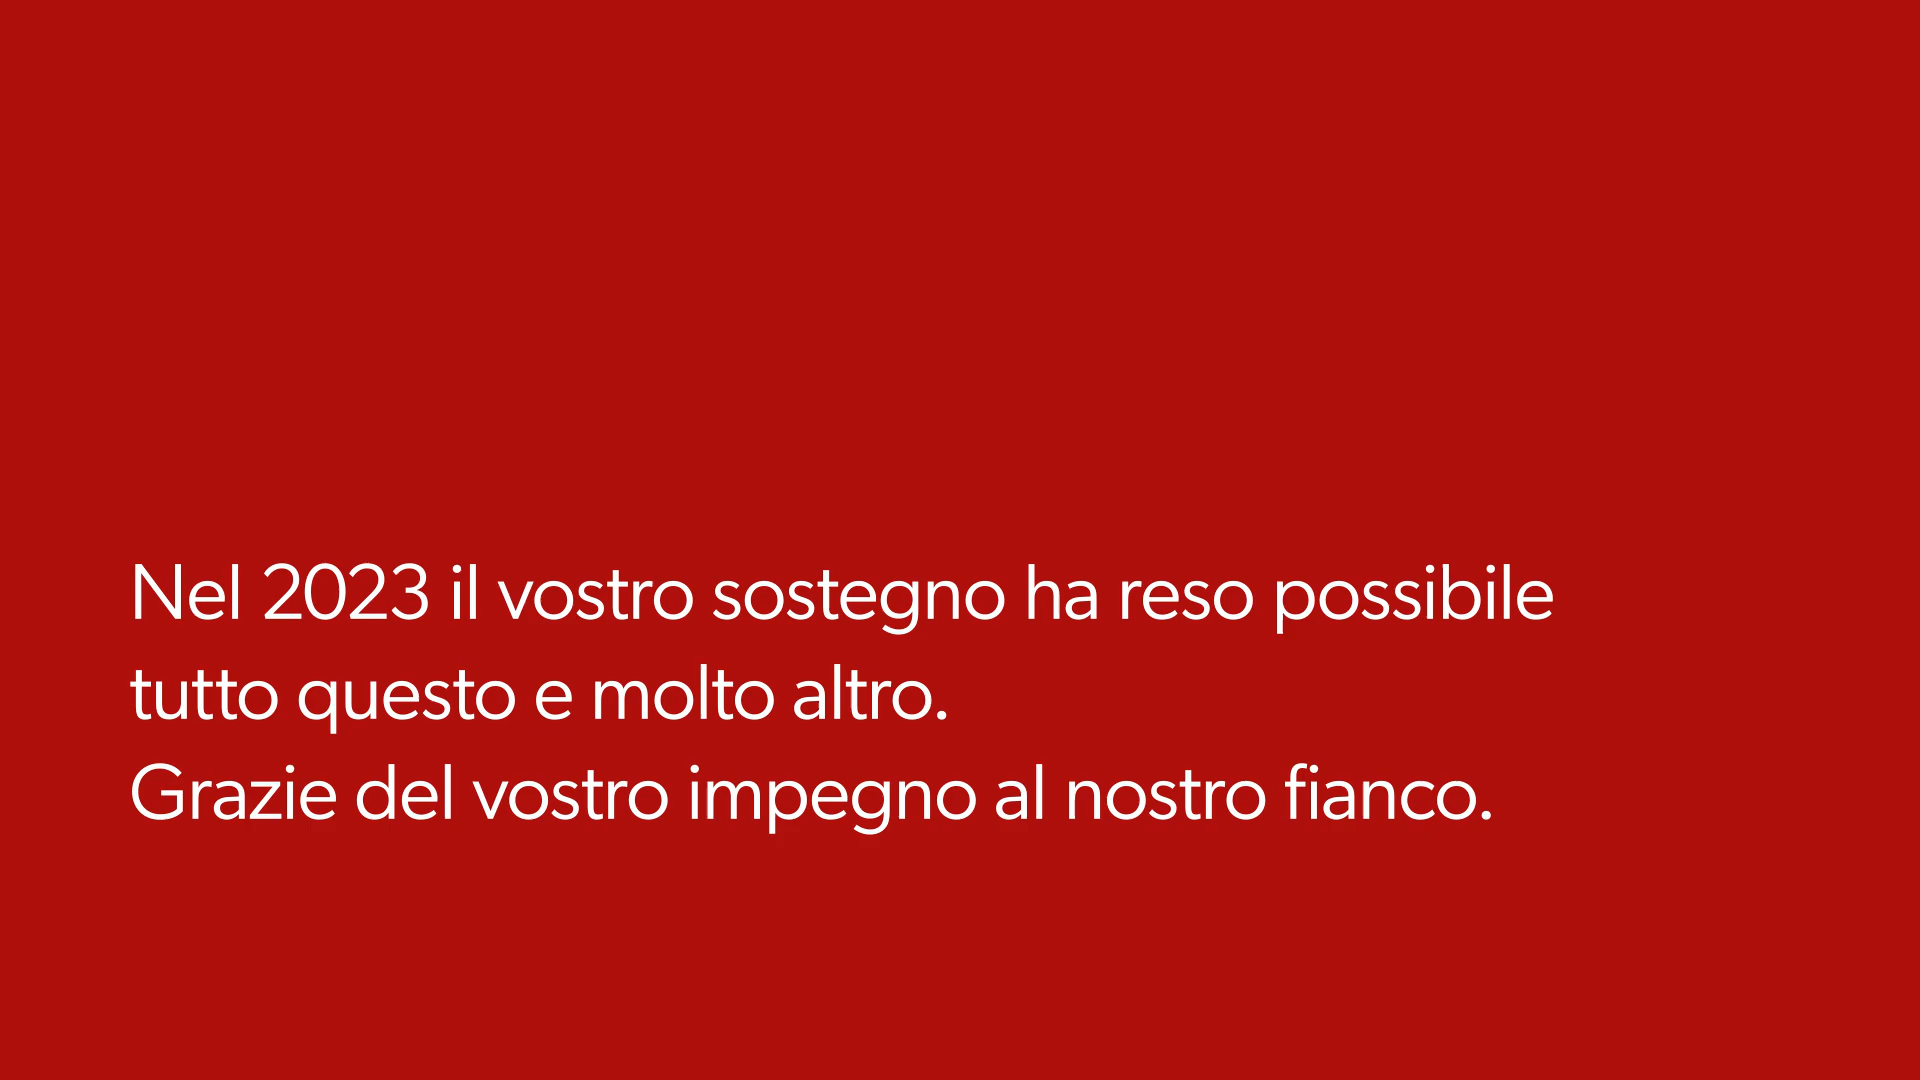 Nel 2023 il vostro sostegno ha reso possibile
tutto questo e molto altro.
Grazie del vostro impegno al nostro fianco.